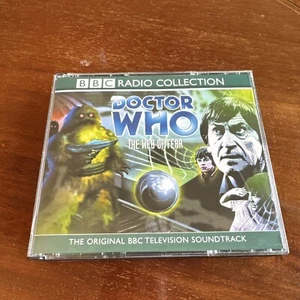 BBC RADIO COLLECTION
DOCTOR
WHO
THE WEB OF FEAR
THE ORIGINAL BBC TELEVISION SOUNDTRACK